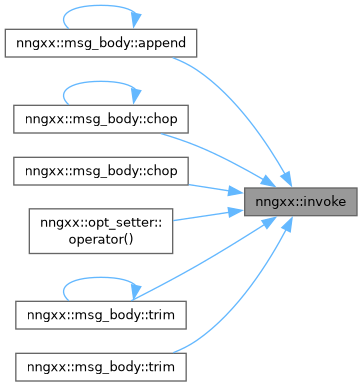 nngxx::msg_body::append
nngxx::msg_body::chop
nngxx::msg_body::chop
nngxx::invoke
nngxx::opt_setter::
operator()
nngxx::msg_body::trim
nngxx::msg_body::trim